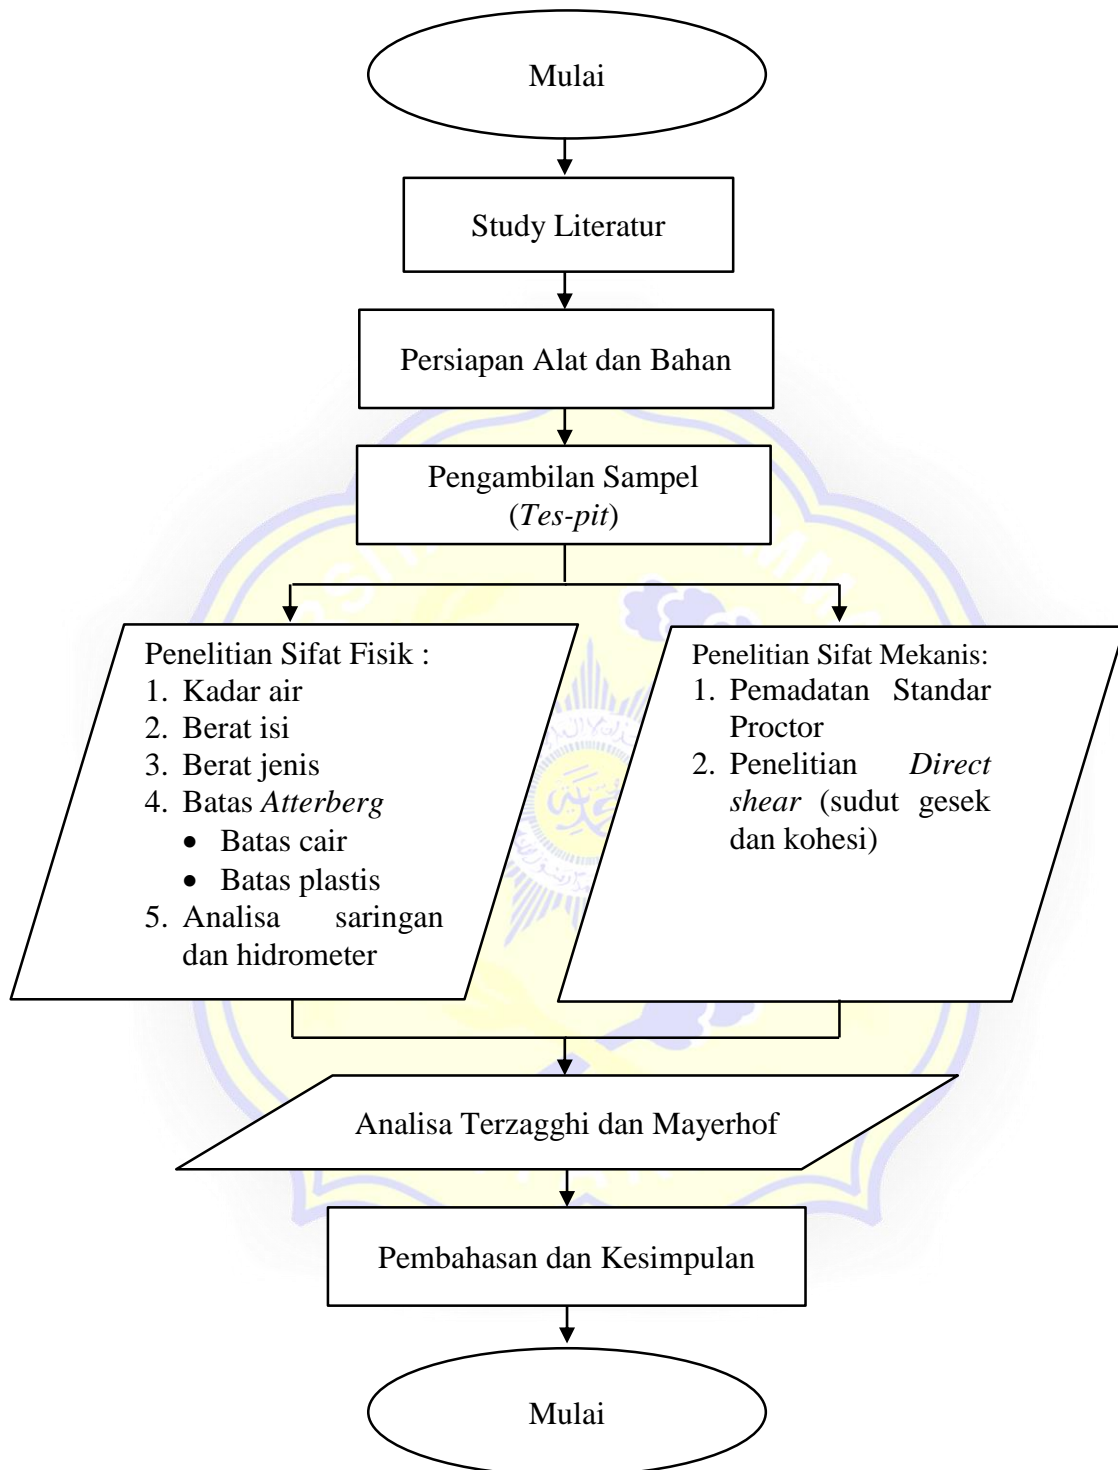 Mulai
Study Literatur
Persiapan Alat dan Bahan
Pengambilan Sampel
(Tes-pit)
Penelitian Sifat Fisik :
1. Kadar air
2. Berat isi
3. Berat jenis
4. Batas Atterberg
• Batas cair
• Batas plastis
5. Analisa saringan
dan hidrometer
Penelitian Sifat Mekanis:
1. Pemadatan Standar
Proctor
2. Penelitian Direct
shear (sudut gesek
dan kohesi)
Analisa Terzagghi dan Mayerhof
Pembahasan dan Kesimpulan
Mulai